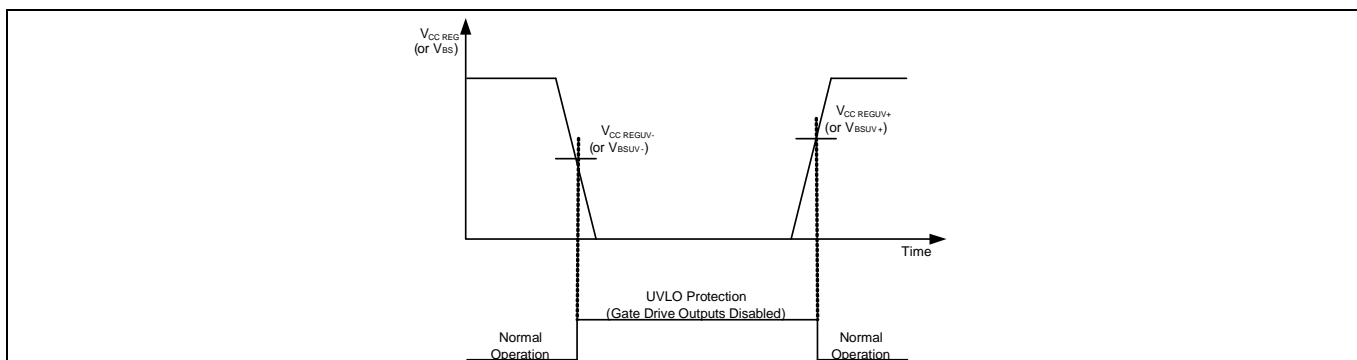 VCC REG
(or VBS)
VCC REGUV-
(or VBSUV-)
VCC REGUV+
(or VBSUV+)
Time
UVLO Protection
(Gate Drive Outputs Disabled)
Normal
Operation
Normal
Operation